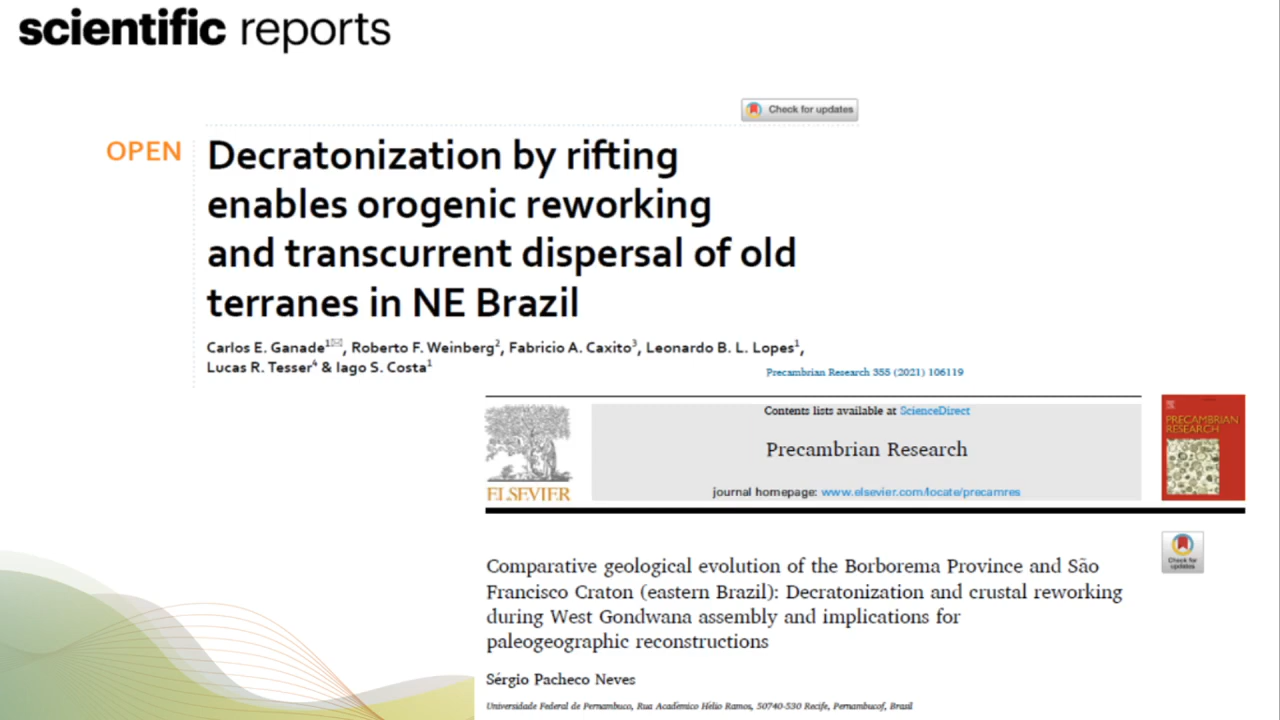 scientific reports
Check for updates
OPEN
Decratonization by rifting
enables orogenic reworking
and transcurrent dispersal of old
terranes in NE Brazil
Carlos E. Ganade1✉, Roberto F. Weinberg2, Fabricio A. Caxito3, Leonardo B. L. Lopes1,
Lucas R. Tesser4 & Iago S. Costa1
Precambrian Research 355 (2021) 106119
Contents lists available at ScienceDirect
Precambrian Research
journal homepage: www.elsevier.com/locate/precamres
ELSEVIER
PRECAMBRIAN
RESEARCH
Check for
updates
Comparative geological evolution of the Borborema Province and São
Francisco Craton (eastern Brazil): Decratonization and crustal reworking
during West Gondwana assembly and implications for
paleogeographic reconstructions
Sérgio Pacheco Neves
Universidade Federal de Pernambuco, Rua Acadêmico Hélio Ramos, 50740-530 Recife, Pernambucof, Brasil